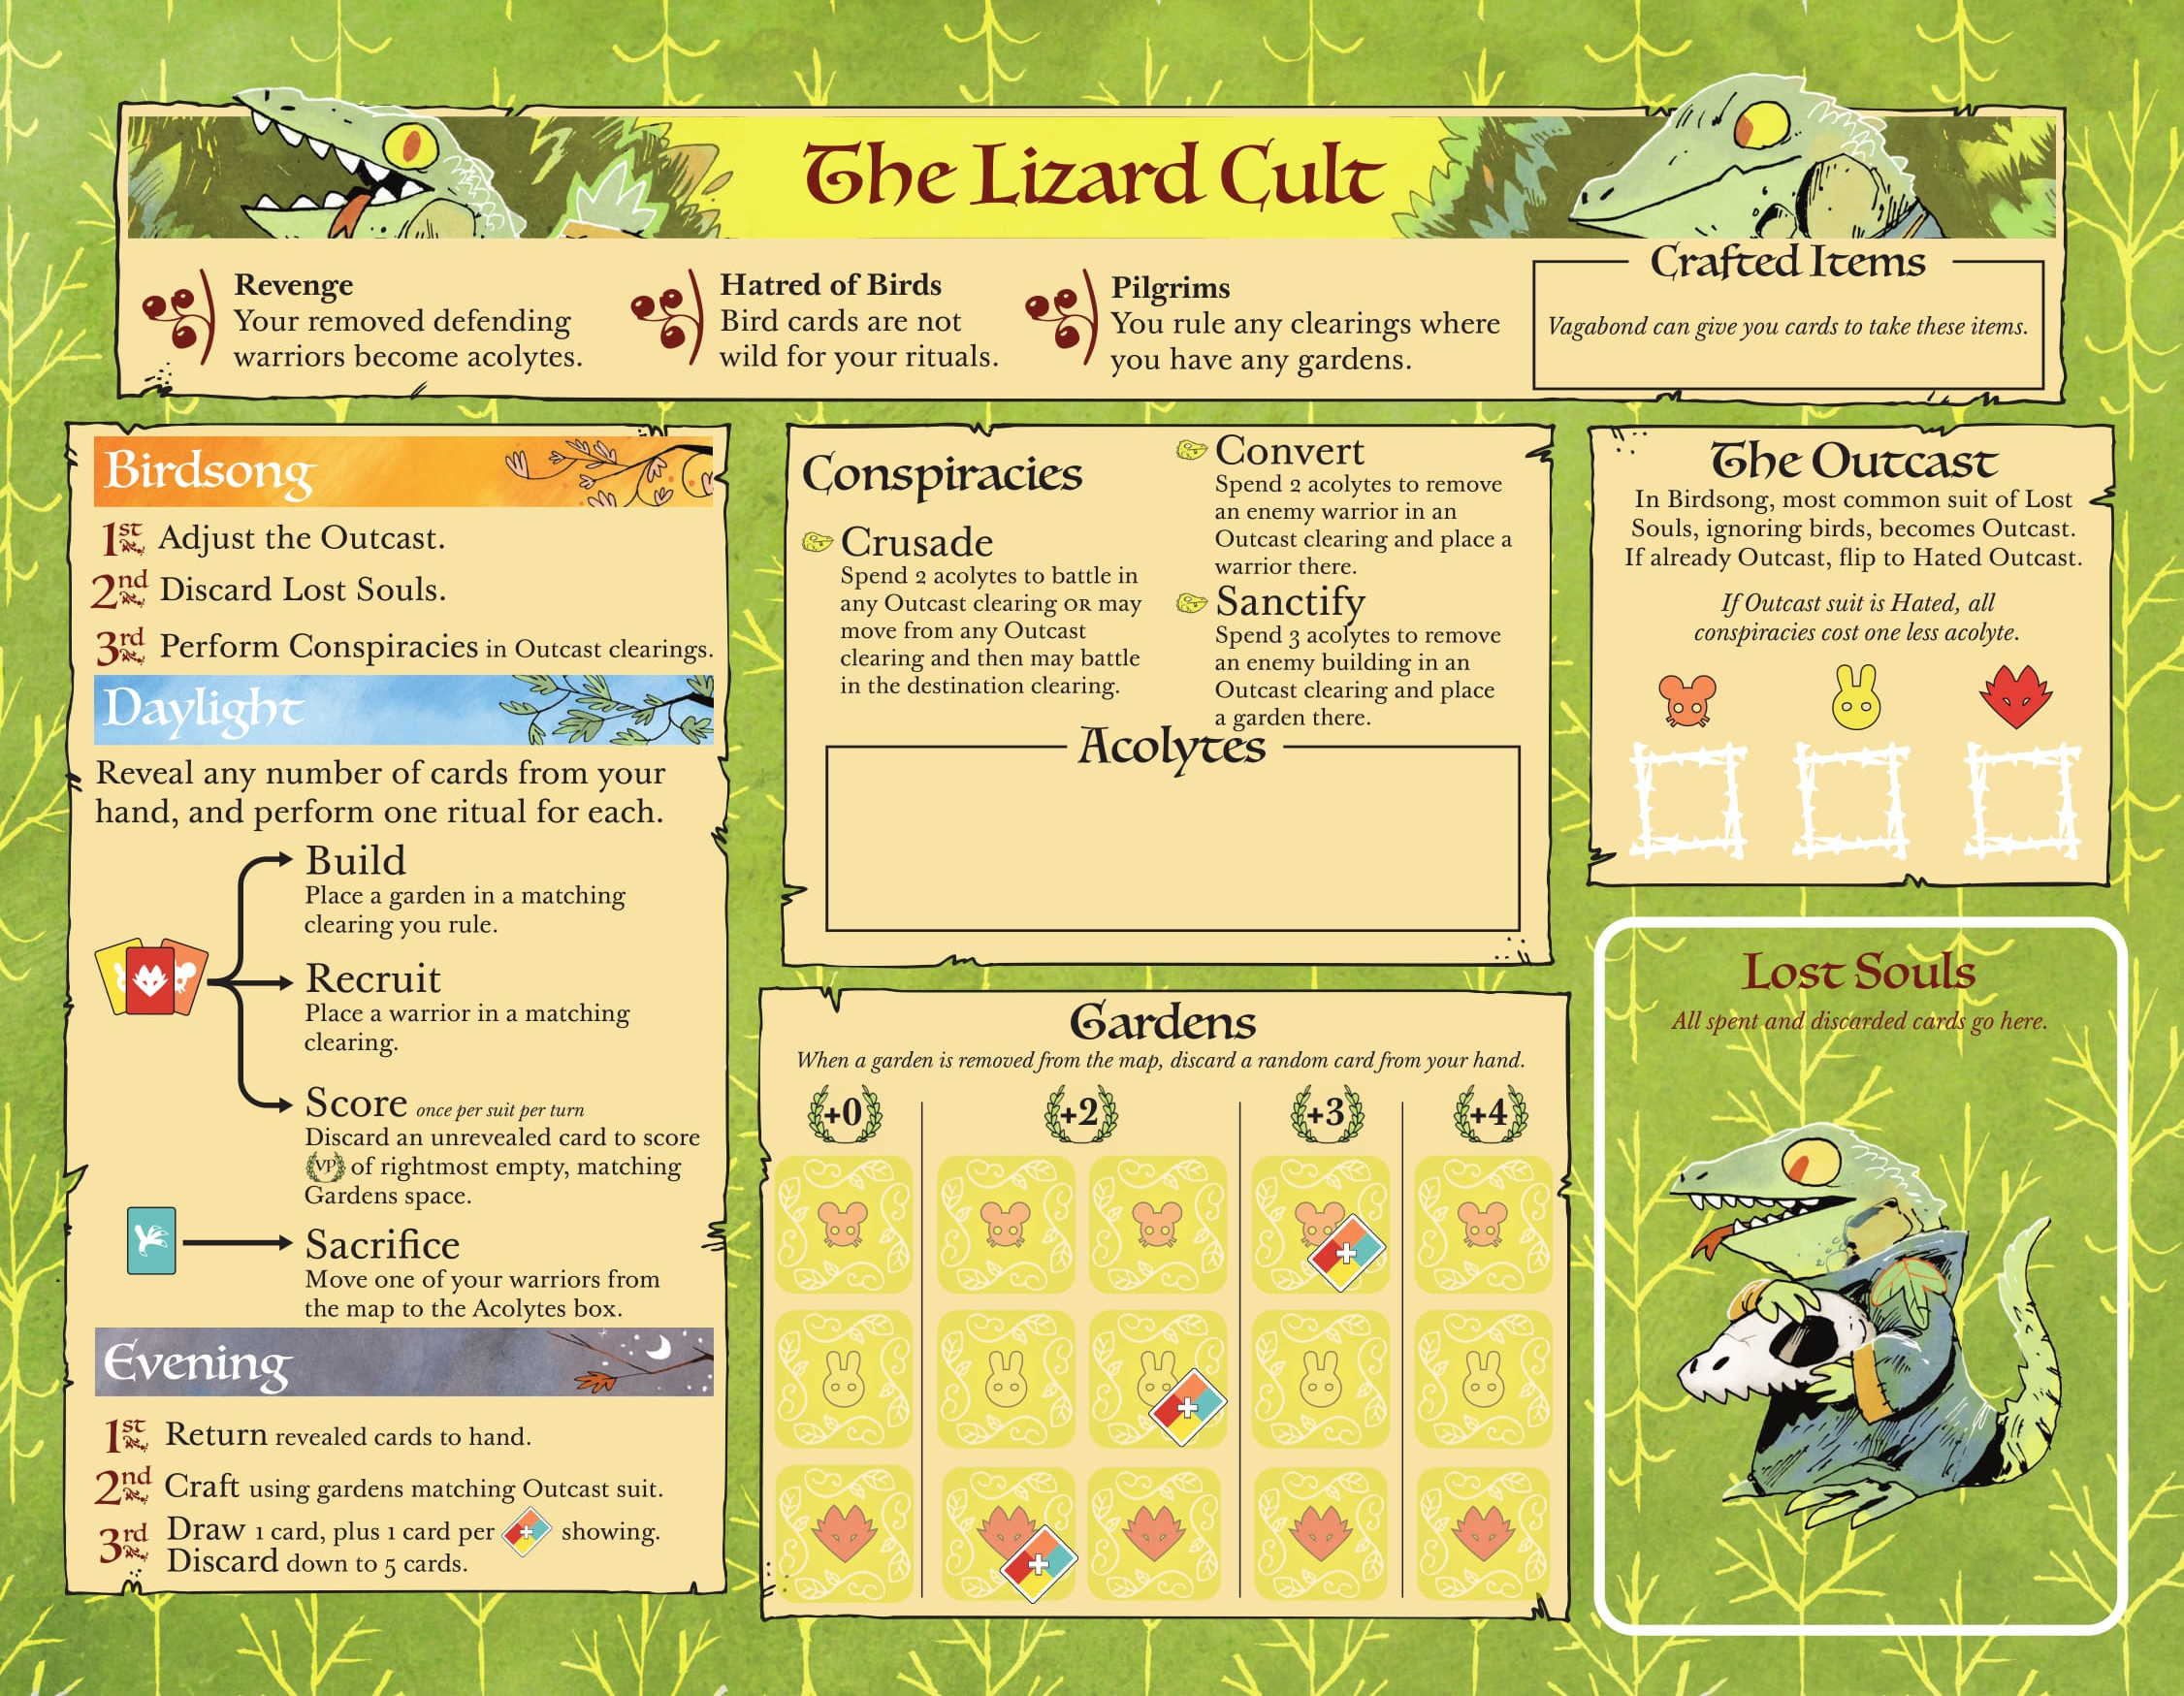 The Lizard Cult
Revenge
Your removed defending
warriors become acolytes.
Hatred of Birds
Bird cards are not
wild for your rituals.
Pilgrims
You rule any clearings where
you have any gardens.
Crafted Items
Vagabond can give you cards to take these items.
Birdsong
1st Adjust the Outcast.
2nd Discard Lost Souls.
3rd Perform Conspiracies in Outcast clearings.
Daylight
Reveal any number of cards from your
hand, and perform one ritual for each.
Build
Place a garden in a matching
clearing you rule.
Recruit
Place a warrior in a matching
clearing.
Score once per suit per turn
Discard an unrevealed card to score
VP of rightmost empty, matching
Gardens space.
Sacrifice
Move one of your warriors from
the map to the Acolytes box.
Evening
1st Return revealed cards to hand.
2nd Craft using gardens matching Outcast suit.
3rd Draw 1 card, plus 1 card per + showing.
Discard down to 5 cards.
Conspiracies
Crusade
Spend 2 acolytes to battle in
any Outcast clearing OR may
move from any Outcast
clearing and then may battle
in the destination clearing.
Convert
Spend 2 acolytes to remove
an enemy warrior in an
Outcast clearing and place a
warrior there.
Sanctify
Spend 3 acolytes to remove
an enemy building in an
Outcast clearing and place
a garden there.
Acolytes
Gardens
When a garden is removed from the map, discard a random card from your hand.
+0 +2 +3 +4
+
+
+
The Outcast
In Birdsong, most common suit of Lost
Souls, ignoring birds, becomes Outcast.
If already Outcast, flip to Hated Outcast.
If Outcast suit is Hated, all
conspiracies cost one less acolyte.
Lost Souls
All spent and discarded cards go here.